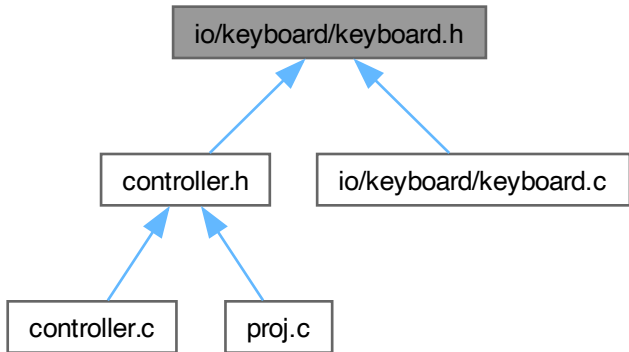 io/keyboard/keyboard.h
controller.h
io/keyboard/keyboard.c
controller.c
proj.c